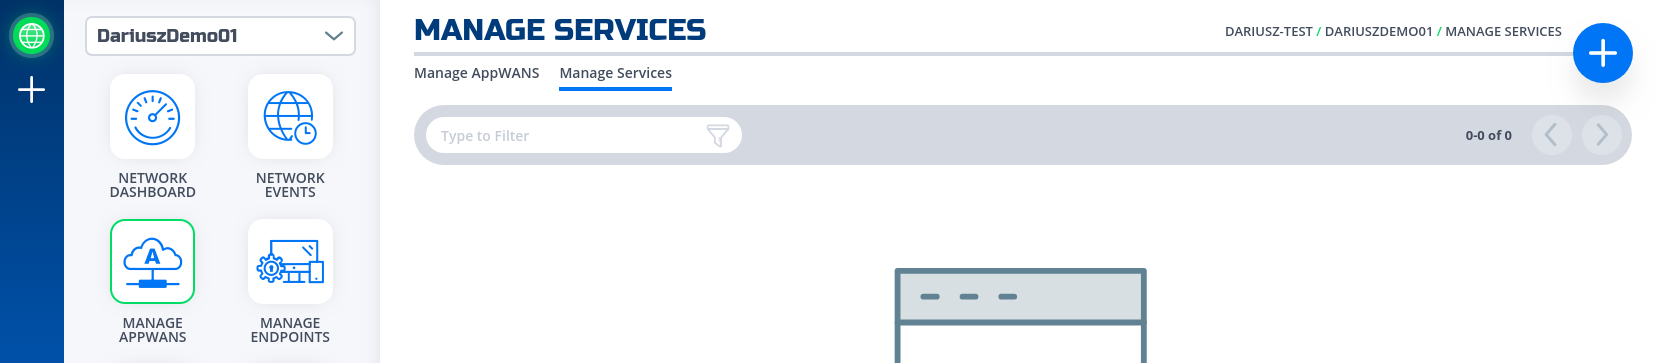 DariuszDemo01
NETWORK
DASHBOARD
NETWORK
EVENTS
A
MANAGE
APPWANS
MANAGE
ENDPOINTS
MANAGE SERVICES
DARIUSZ-TEST / DARIUSZDEMO01 / MANAGE SERVICES
Manage AppWANS Manage Services
Type to Filter
0-0 of 0